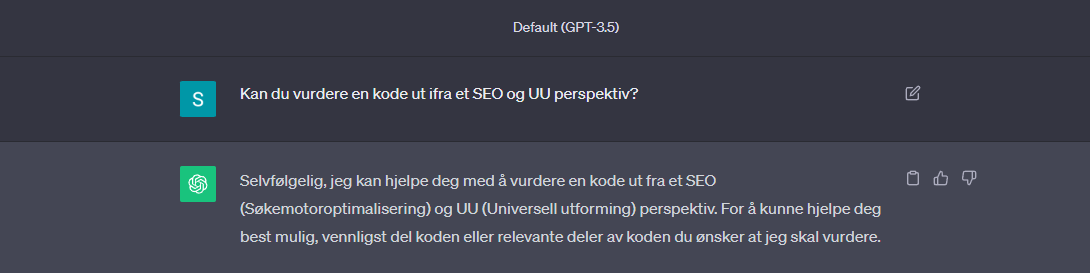 Default (GPT-3.5)
S
Kan du vurdere en kode ut ifra et SEO og UU perspektiv?
Selvfølgelig, jeg kan hjelpe deg med å vurdere en kode ut fra et SEO
(Søkemotoroptimalisering) og UU (Universell utforming) perspektiv. For å kunne hjelpe deg
best mulig, vennligst del koden eller relevante deler av koden du ønsker at jeg skal vurdere.